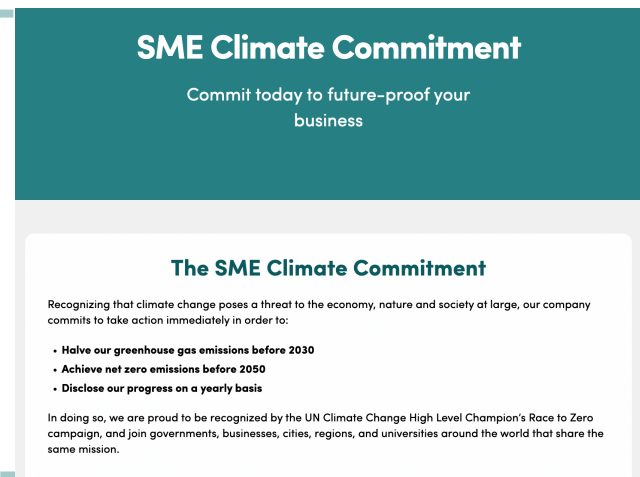 SME Climate Commitment
Commit today to future-proof your
business
The SME Climate Commitment
Recognizing that climate change poses a threat to the economy, nature and society at large, our company
commits to take action immediately in order to:
• Halve our greenhouse gas emissions before 2030
• Achieve net zero emissions before 2050
• Disclose our progress on a yearly basis
In doing so, we are proud to be recognized by the UN Climate Change High Level Champion's Race to Zero
campaign, and join governments, businesses, cities, regions, and universities around the world that share the
same mission.